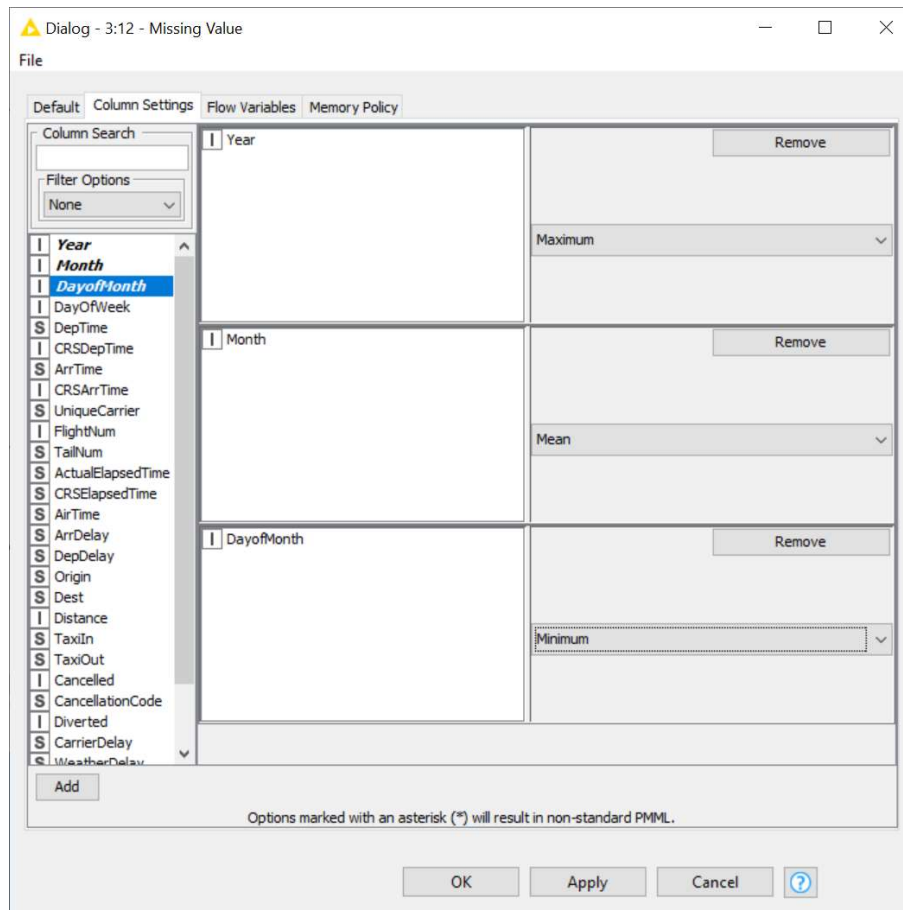 Dialog - 3:12 - Missing Value
File
Default Column Settings Flow Variables Memory Policy
Column Search
Filter Options
None
I Year
I Month
I DayofMonth
I DayOfWeek
S DepTime
I CRSDepTime
S ArrTime
I CRSArrTime
S UniqueCarrier
I FlightNum
S TailNum
S ActualElapsedTime
S CRSElapsedTime
S AirTime
S ArrDelay
S DepDelay
S Origin
S Dest
I Distance
S TaxiIn
S TaxiOut
I Cancelled
S CancellationCode
I Diverted
S CarrierDelay
S WeatherDelay
Add
I Year
Remove
Maximum
I Month
Remove
Mean
I DayofMonth
Remove
Minimum
Options marked with an asterisk (*) will result in non-standard PMML.
OK Apply Cancel ?